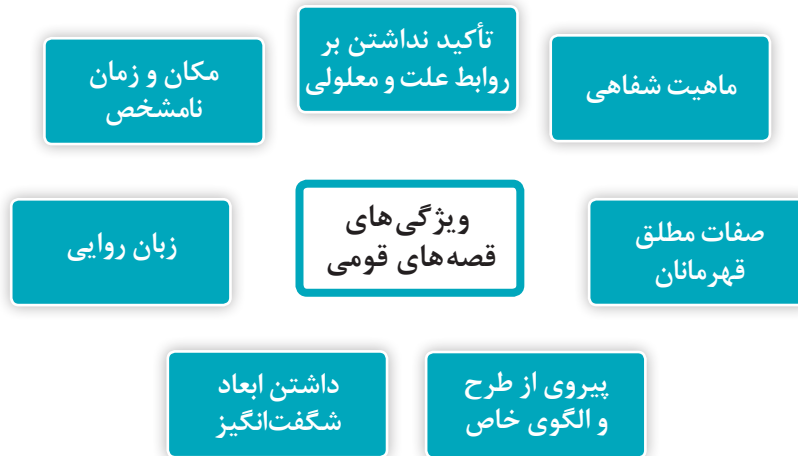 تأکید نداشتن بر
روابط علت و معلولی
ماهیت شفاهی
مکان و زمان
نامشخص
ویژگی‌های
قصه‌های قومی
صفات مطلق
قهرمانان
زبان روایی
پیروی از طرح
و الگوی خاص
داشتن ابعاد
شگفت‌انگیز